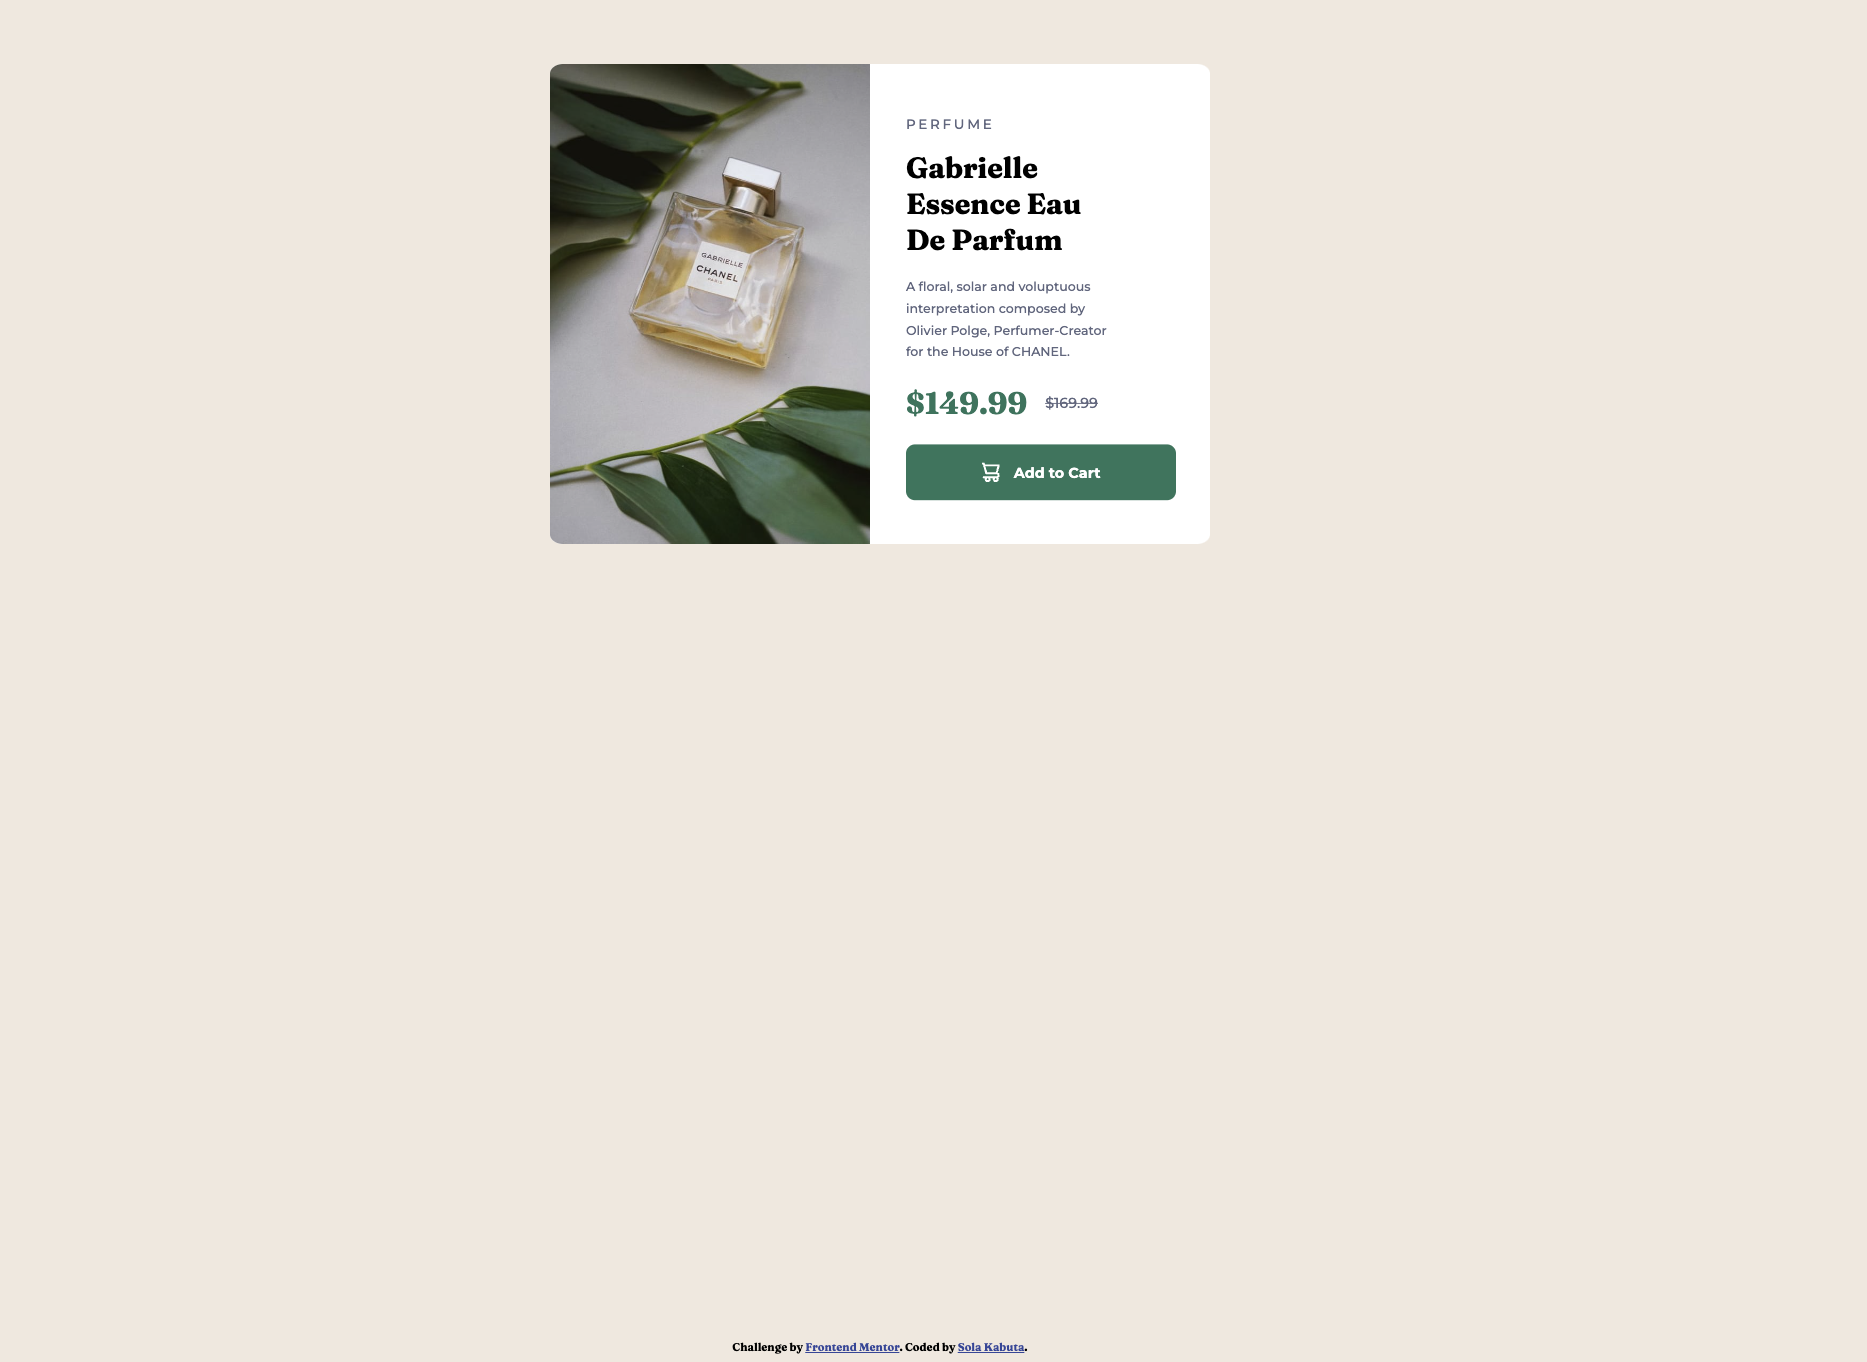 GABRIELLE
CHANEL
PARIS
PERFUME
Gabrielle
Essence Eau
De Parfum
A floral, solar and voluptuous
interpretation composed by
Olivier Polge, Perfumer-Creator
for the House of CHANEL.
$149.99 $169.99
Add to Cart
Challenge by Frontend Mentor. Coded by Sola Kabuta.